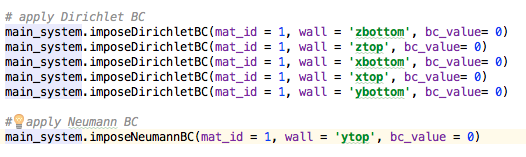 # apply Dirichlet BC
main_system.imposeDirichletBC(mat_id = 1, wall = 'zbottom', bc_value= 0)
main_system.imposeDirichletBC(mat_id = 1, wall = 'ztop', bc_value= 0)
main_system.imposeDirichletBC(mat_id = 1, wall = 'xbottom', bc_value= 0)
main_system.imposeDirichletBC(mat_id = 1, wall = 'xtop', bc_value= 0)
main_system.imposeDirichletBC(mat_id = 1, wall = 'ybottom', bc_value= 0)
# apply Neumann BC
main_system.imposeNeumannBC(mat_id = 1, wall = 'ytop', bc_value = 0)